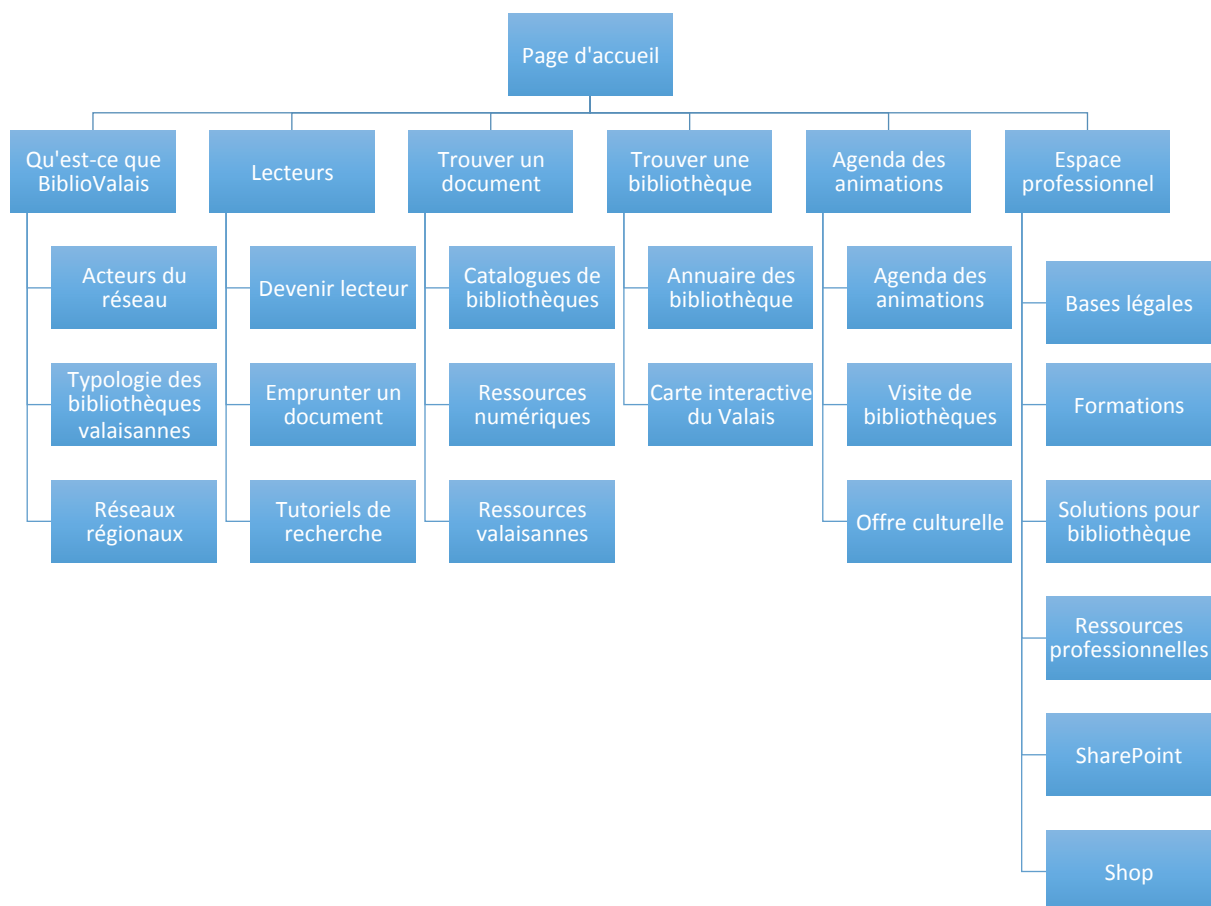 Page d'accueil
Qu'est-ce que
BiblioValais
Acteurs du
réseau
Typologie des
bibliothèques
valaisannes
Réseaux
régionaux
Lecteurs
Devenir lecteur
Emprunter un
document
Tutoriels de
recherche
Trouver un
document
Catalogues de
bibliothèques
Ressources
numériques
Ressources
valaisannes
Trouver une
bibliothèque
Annuaire des
bibliothèque
Carte interactive
du Valais
Agenda des
animations
Agenda des
animations
Visite de
bibliothèques
Offre culturelle
Espace
professionnel
Bases légales
Formations
Solutions pour
bibliothèque
Ressources
professionnelles
SharePoint
Shop